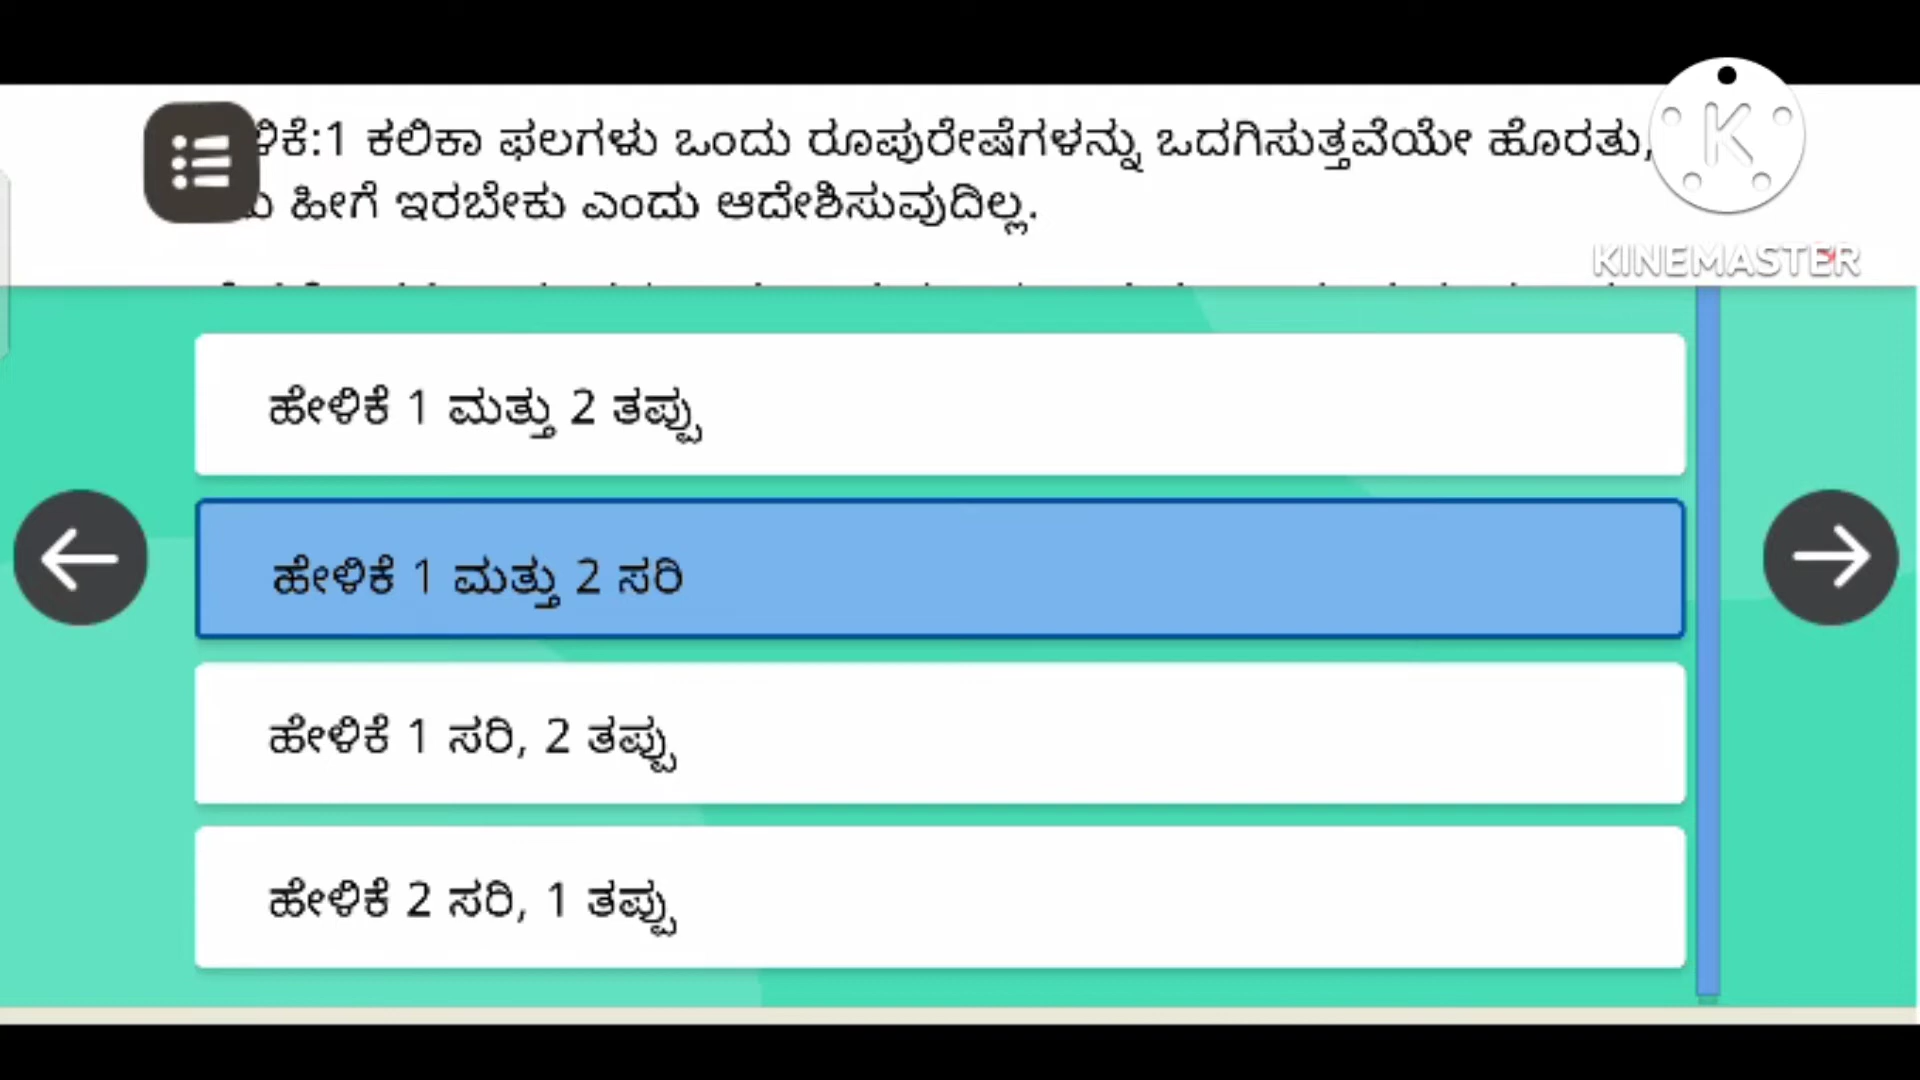 ಕಲಿಕಾ ಫಲಗಳು ಒಂದು ರೂಪುರೇಷೆಗಳನ್ನು ಒದಗಿಸುತ್ತವೆಯೇ ಹೊರತು,
ಹೀಗೆ ಇರಬೇಕು ಎಂದು ಆದೇಶಿಸುವುದಿಲ್ಲ.
KINEMASTER
ಹೇಳಿಕೆ 1 ಮತ್ತು 2 ತಪ್ಪು
ಹೇಳಿಕೆ 1 ಮತ್ತು 2 ಸರಿ
ಹೇಳಿಕೆ 1 ಸರಿ, 2 ತಪ್ಪು
ಹೇಳಿಕೆ 2 ಸರಿ, 1 ತಪ್ಪು